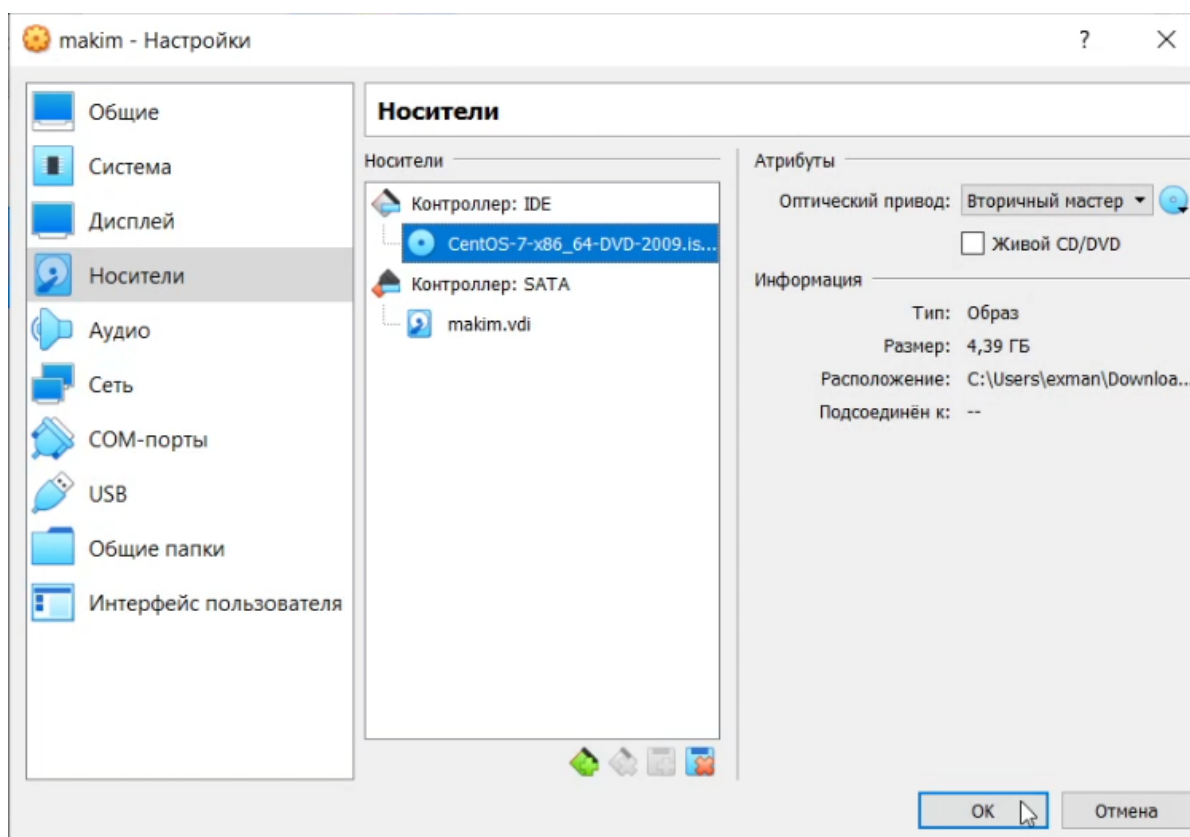 makim - Настройки
?
Общие
Система
Дисплей
Носители
Аудио
Сеть
COM-порты
USB
Общие папки
Интерфейс пользователя
Носители
Носители
Контроллер: IDE
CentOS-7-x86_64-DVD-2009.is...
Контроллер: SATA
makim.vdi
Атрибуты
Оптический привод: Вторичный мастер
Живой CD/DVD
Информация
Тип: Образ
Размер: 4,39 ГБ
Расположение: C:\Users\exman\Downloa...
Подсоединён к: --
OK
Отмена